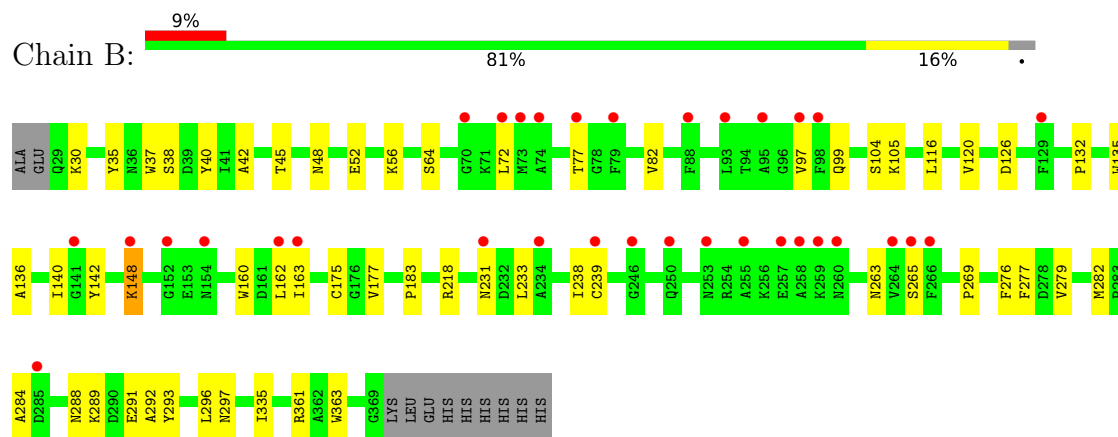 9%
Chain B:
81% 16% .
ALA GLU Q29 K30 Y35 N36 W37 S38 D39 Y40 I41 A42 T45 N48 E52 K56 S64 G70 K71 L72 M73 A74 T77 G78 F79 V82 F88 L93 T94 A95 G96 V97 F98 Q99 S104 K105 L116 V120 D126 F129 P132 W135
A136 I140 G141 Y142 K148 G152 E153 N154 W160 D161 L162 I163 C175 G176 V177 P183 R218 N231 D232 L233 A234 I238 C239 G246 Q250 N253 R254 A255 K256 E257 A258 K259 N260 N263 V264 S265 F266 P269 F276 F277 D278 V279 M282
A284 D285 N288 K289 D290 E291 A292 Y293 L296 N297 I335 R361 A362 W363 G369 LYS LEU GLU HIS HIS HIS HIS HIS HIS